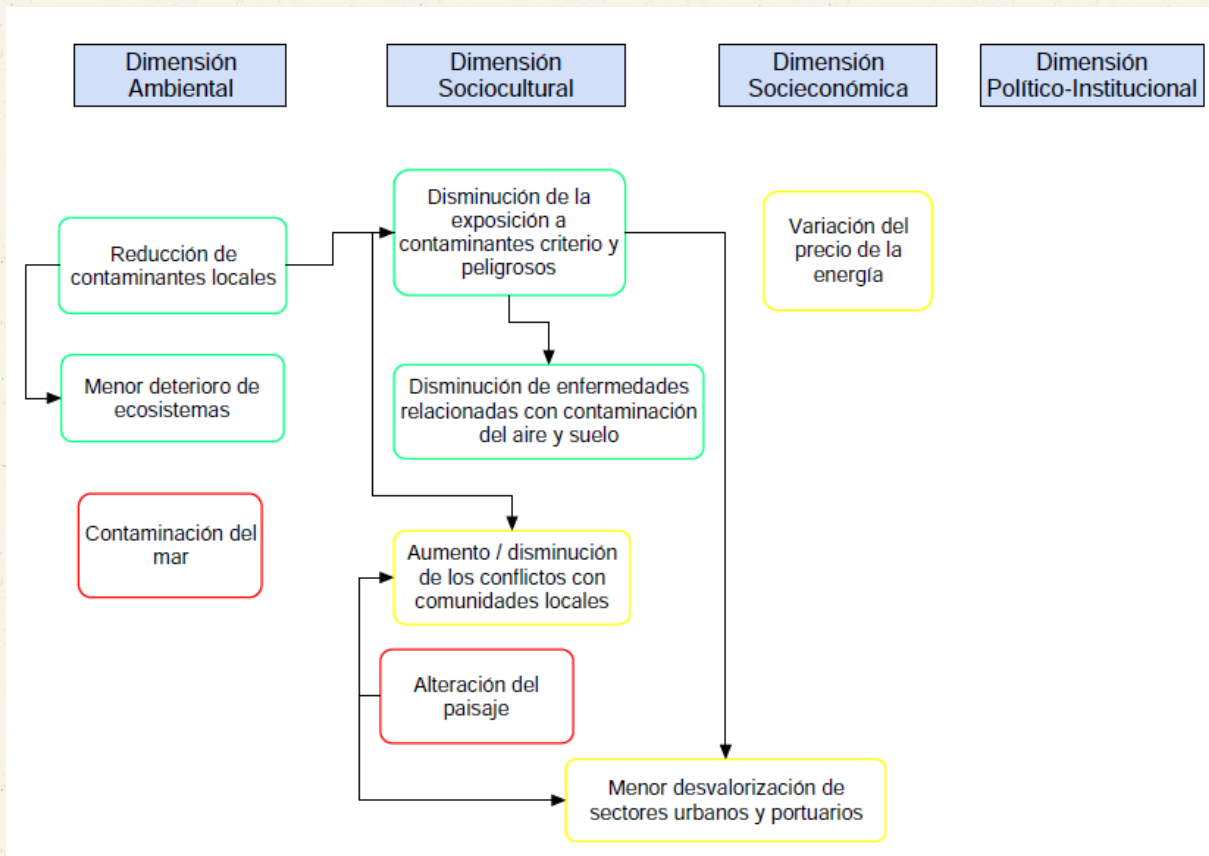 Dimensión
Ambiental
Dimensión
Sociocultural
Dimensión
Socieconómica
Dimensión
Político-Institucional
Disminución de la
exposición a
contaminantes criterio y
peligrosos
Variación del
precio de la
energía
Reducción de
contaminantes locales
Menor deterioro de
ecosistemas
Disminución de enfermedades
relacionadas con contaminación
del aire y suelo
Contaminación del
mar
Aumento / disminución
de los conflictos con
comunidades locales
Alteración del
paisaje
Menor desvalorización de
sectores urbanos y portuarios